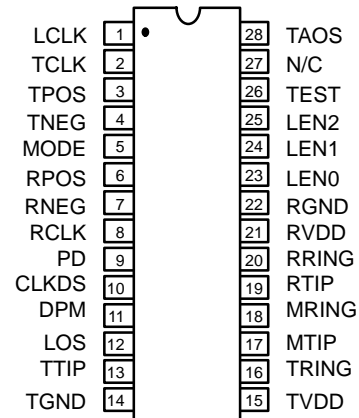 LCLK 1 28 TAOS
TCLK 2 27 N/C
TPOS 3 26 TEST
TNEG 4 25 LEN2
MODE 5 24 LEN1
RPOS 6 23 LEN0
RNEG 7 22 RGND
RCLK 8 21 RVDD
PD 9 20 RRING
CLKDS 10 19 RTIP
DPM 11 18 MRING
LOS 12 17 MTIP
TTIP 13 16 TRING
TGND 14 15 TVDD